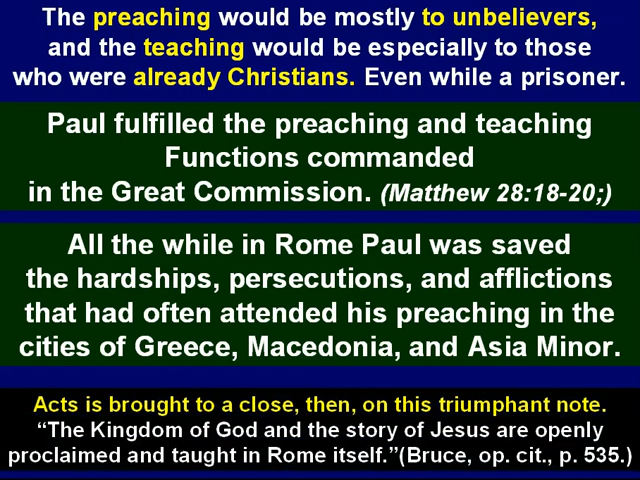 The preaching would be mostly to unbelievers,
and the teaching would be especially to those
who were already Christians. Even while a prisoner.
Paul fulfilled the preaching and teaching
Functions commanded
in the Great Commission. (Matthew 28:18-20;)
All the while in Rome Paul was saved
the hardships, persecutions, and afflictions
that had often attended his preaching in the
cities of Greece, Macedonia, and Asia Minor.
Acts is brought to a close, then, on this triumphant note.
“The Kingdom of God and the story of Jesus are openly
proclaimed and taught in Rome itself.”(Bruce, op. cit., p. 535.)